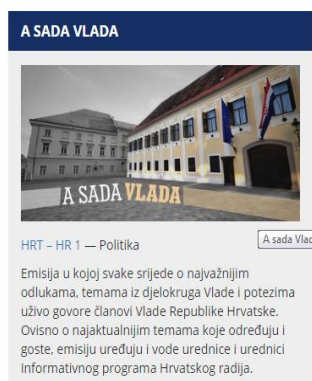 A SADA VLADA
A SADA VLADA
HRT – HR 1 — Politika
A sada Vlad
Emisija u kojoj svake srijede o najvažnijim
odlukama, temama iz djelokruga Vlade i potezima
uživo govore članovi Vlade Republike Hrvatske.
Ovisno o najaktualnijim temama koje određuju i
goste, emisiju uređuju i vode urednice i urednici
Informativnog programa Hrvatskog radija.